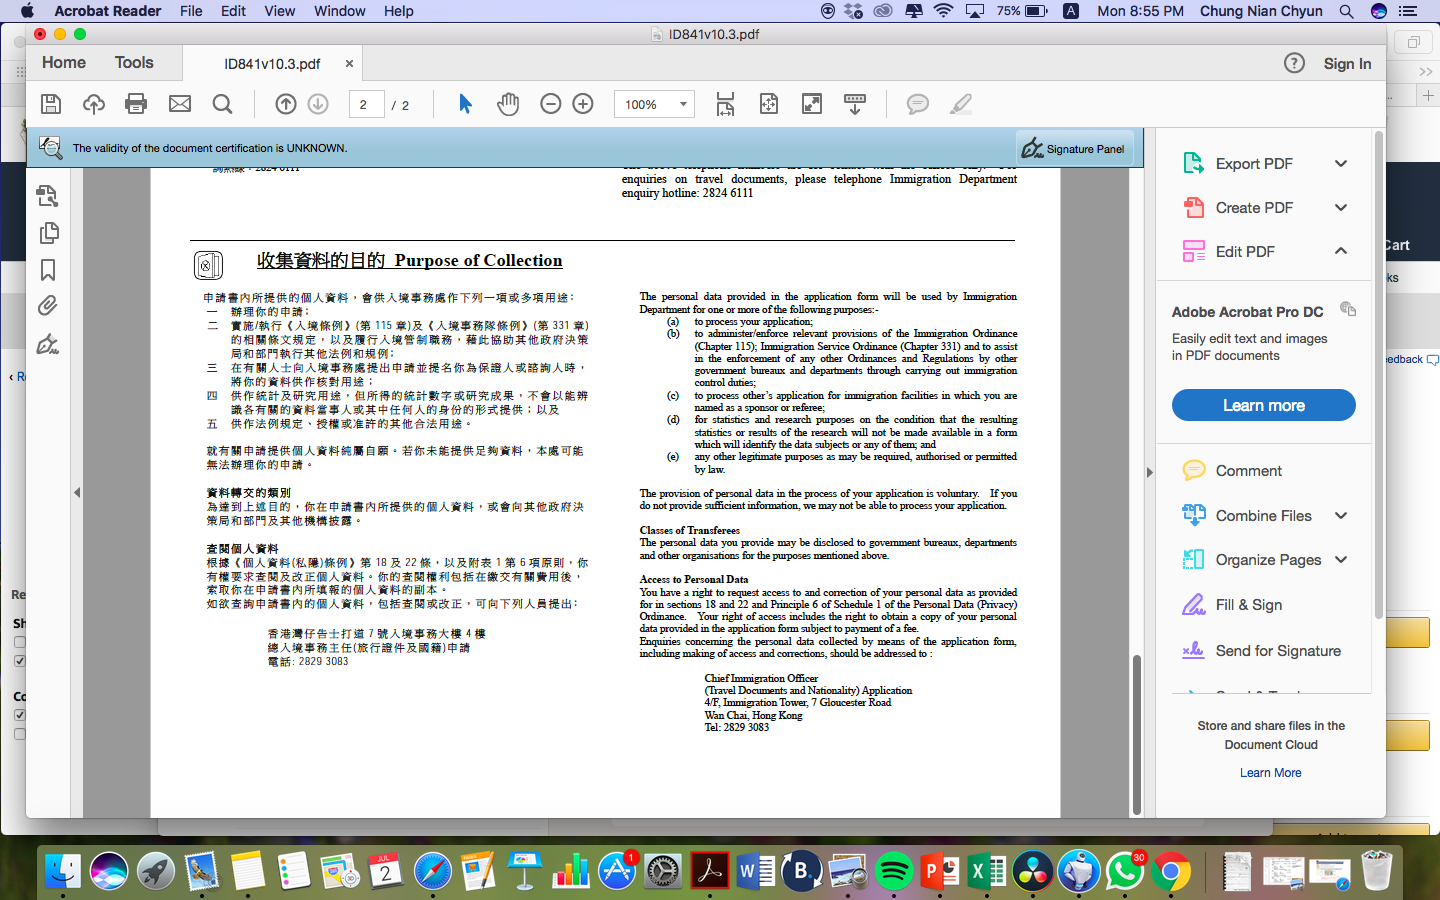 Acrobat Reader File Edit View Window Help 75% A Mon 8:55 PM Chung Nian Chyun
ID841v10.3.pdf
Home Tools ID841v10.3.pdf × ? Sign In
2 / 2 100%
The validity of the document certification is UNKNOWN. Signature Panel
enquiries on travel documents, please telephone Immigration Department
enquiry hotline: 2824 6111
收集資料的目的 Purpose of Collection
申請書內所提供的個人資料，會供入境事務處作下列一項或多項用途：
一 辦理你的申請；
二 實施/執行《入境條例》(第 115 章)及《入境事務隊條例》(第 331 章)
的相關條文規定，以及履行入境管制職務，藉此協助其他政府決策
局和部門執行其他法例和規例；
三 在有關人士向入境事務處提出申請並提名你為保證人或諮詢人時，
將你的資料供作核對用途；
四 供作統計及研究用途，但所得的統計數字或研究成果，不會以能辨
識各有關的資料當事人或其中任何人的身份的形式提供；以及
五 供作法例規定、授權或准許的其他合法用途。
就有關申請提供個人資料純屬自願。若你未能提供足夠資料，本處可能
無法辦理你的申請。
資料轉交的類別
為達到上述目的，你在申請書內所提供的個人資料，或會向其他政府決
策局和部門及其他機構披露。
查閱個人資料
根據《個人資料(私隱)條例》第 18 及 22 條，以及附表 1 第 6 項原則，你
有權要求查閱及改正個人資料。你的查閱權利包括在繳交有關費用後，
索取你在申請書內所填報的個人資料的副本。
如欲查詢申請書內的個人資料，包括查閱或改正，可向下列人員提出：
香港灣仔告士打道 7 號入境事務大樓 4 樓
總入境事務主任(旅行證件及國籍)申請
電話: 2829 3083
The personal data provided in the application form will be used by Immigration
Department for one or more of the following purposes:-
(a) to process your application;
(b) to administer/enforce relevant provisions of the Immigration Ordinance
(Chapter 115); Immigration Service Ordinance (Chapter 331) and to assist
in the enforcement of any other Ordinances and Regulations by other
government bureaux and departments through carrying out immigration
control duties;
(c) to process other's application for immigration facilities in which you are
named as a sponsor or referee;
(d) for statistics and research purposes on the condition that the resulting
statistics or results of the research will not be made available in a form
which will identify the data subjects or any of them; and
(e) any other legitimate purposes as may be required, authorised or permitted
by law.
The provision of personal data in the process of your application is voluntary. If you
do not provide sufficient information, we may not be able to process your application.
Classes of Transferees
The personal data you provide may be disclosed to government bureaux, departments
and other organisations for the purposes mentioned above.
Access to Personal Data
You have a right to request access to and correction of your personal data as provided
for in sections 18 and 22 and Principle 6 of Schedule 1 of the Personal Data (Privacy)
Ordinance. Your right of access includes the right to obtain a copy of your personal
data provided in the application form subject to payment of a fee.
Enquiries concerning the personal data collected by means of the application form,
including making of access and corrections, should be addressed to :
Chief Immigration Officer
(Travel Documents and Nationality) Application
4/F, Immigration Tower, 7 Gloucester Road
Wan Chai, Hong Kong
Tel: 2829 3083
Export PDF
Create PDF
Edit PDF
Adobe Acrobat Pro DC
Easily edit text and images
in PDF documents
Learn more
Comment
Combine Files
Organize Pages
Fill & Sign
Send for Signature
Store and share files in the
Document Cloud
Learn More
Cart
JUL
2
1
30